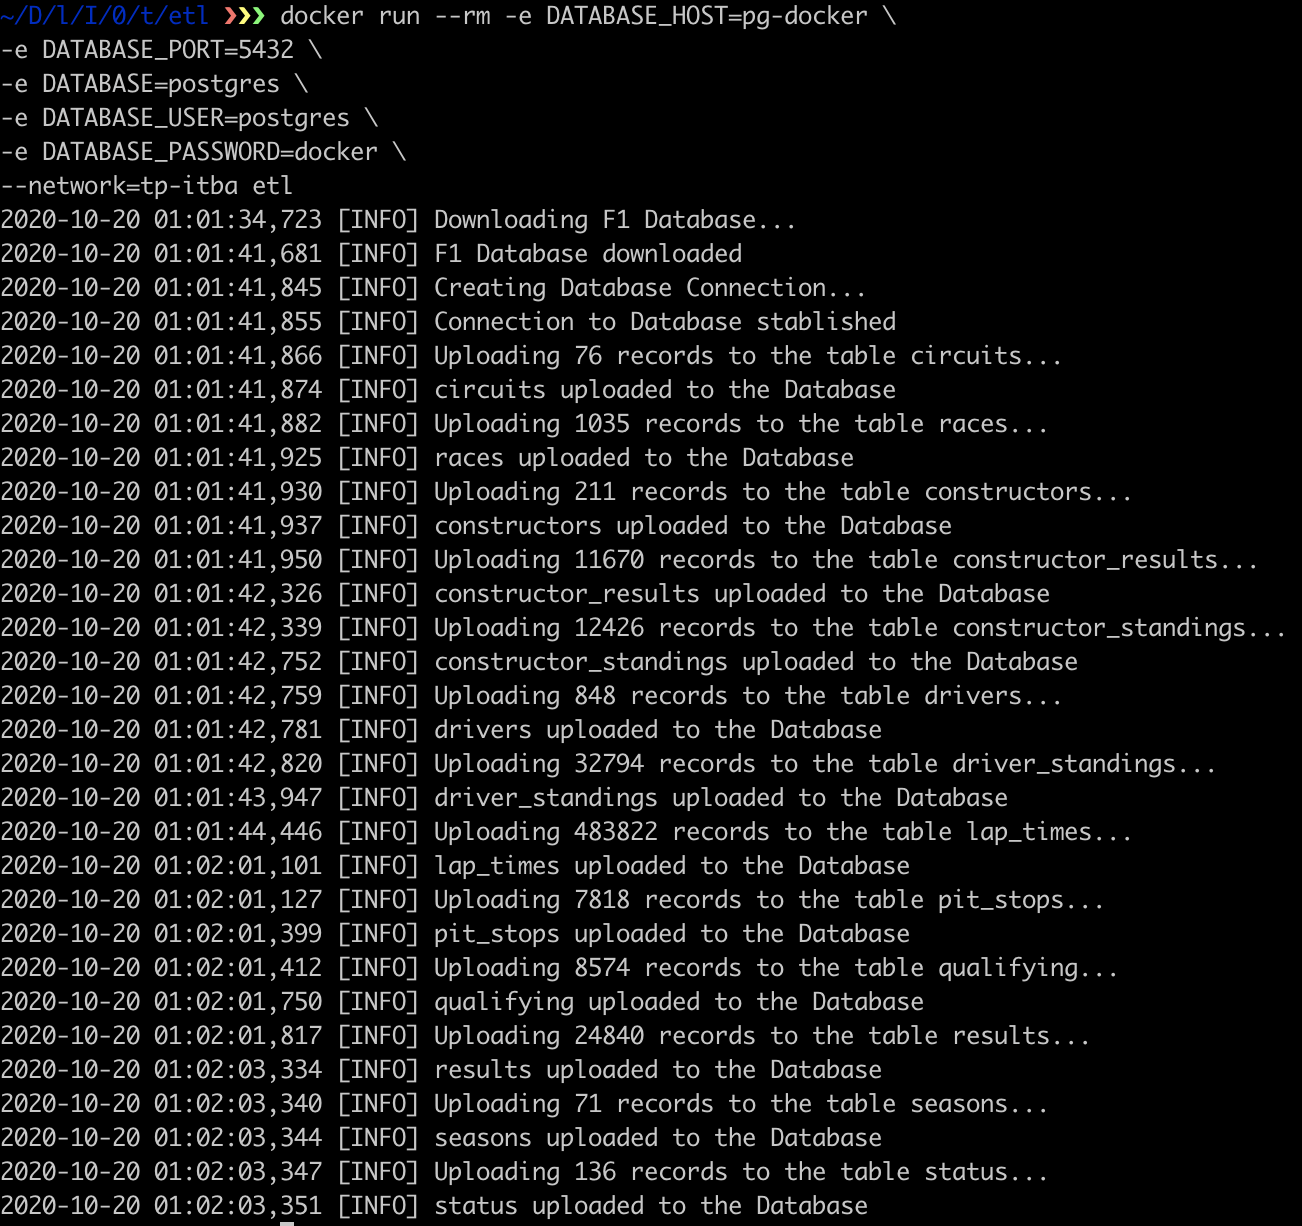 ~/D/l/I/0/t/etl ❯❯❯ docker run --rm -e DATABASE_HOST=pg-docker \
-e DATABASE_PORT=5432 \
-e DATABASE=postgres \
-e DATABASE_USER=postgres \
-e DATABASE_PASSWORD=docker \
--network=tp-itba etl
2020-10-20 01:01:34,723 [INFO] Downloading F1 Database...
2020-10-20 01:01:41,681 [INFO] F1 Database downloaded
2020-10-20 01:01:41,845 [INFO] Creating Database Connection...
2020-10-20 01:01:41,855 [INFO] Connection to Database stablished
2020-10-20 01:01:41,866 [INFO] Uploading 76 records to the table circuits...
2020-10-20 01:01:41,874 [INFO] circuits uploaded to the Database
2020-10-20 01:01:41,882 [INFO] Uploading 1035 records to the table races...
2020-10-20 01:01:41,925 [INFO] races uploaded to the Database
2020-10-20 01:01:41,930 [INFO] Uploading 211 records to the table constructors...
2020-10-20 01:01:41,937 [INFO] constructors uploaded to the Database
2020-10-20 01:01:41,950 [INFO] Uploading 11670 records to the table constructor_results...
2020-10-20 01:01:42,326 [INFO] constructor_results uploaded to the Database
2020-10-20 01:01:42,339 [INFO] Uploading 12426 records to the table constructor_standings...
2020-10-20 01:01:42,752 [INFO] constructor_standings uploaded to the Database
2020-10-20 01:01:42,759 [INFO] Uploading 848 records to the table drivers...
2020-10-20 01:01:42,781 [INFO] drivers uploaded to the Database
2020-10-20 01:01:42,820 [INFO] Uploading 32794 records to the table driver_standings...
2020-10-20 01:01:43,947 [INFO] driver_standings uploaded to the Database
2020-10-20 01:01:44,446 [INFO] Uploading 483822 records to the table lap_times...
2020-10-20 01:02:01,101 [INFO] lap_times uploaded to the Database
2020-10-20 01:02:01,127 [INFO] Uploading 7818 records to the table pit_stops...
2020-10-20 01:02:01,399 [INFO] pit_stops uploaded to the Database
2020-10-20 01:02:01,412 [INFO] Uploading 8574 records to the table qualifying...
2020-10-20 01:02:01,750 [INFO] qualifying uploaded to the Database
2020-10-20 01:02:01,817 [INFO] Uploading 24840 records to the table results...
2020-10-20 01:02:03,334 [INFO] results uploaded to the Database
2020-10-20 01:02:03,340 [INFO] Uploading 71 records to the table seasons...
2020-10-20 01:02:03,344 [INFO] seasons uploaded to the Database
2020-10-20 01:02:03,347 [INFO] Uploading 136 records to the table status...
2020-10-20 01:02:03,351 [INFO] status uploaded to the Database